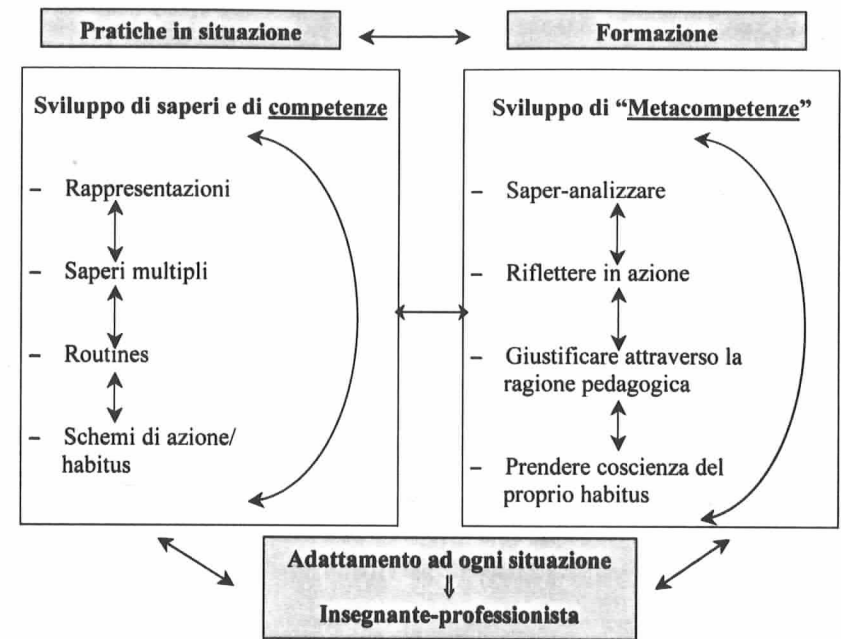 Pratiche in situazione
Formazione
Sviluppo di saperi e di competenze
– Rappresentazioni
– Saperi multipli
– Routines
– Schemi di azione/
habitus
Sviluppo di “Metacompetenze”
– Saper-analizzare
– Riflettere in azione
– Giustificare attraverso la
ragione pedagogica
– Prendere coscienza del
proprio habitus
Adattamento ad ogni situazione
⇓
Insegnante-professionista